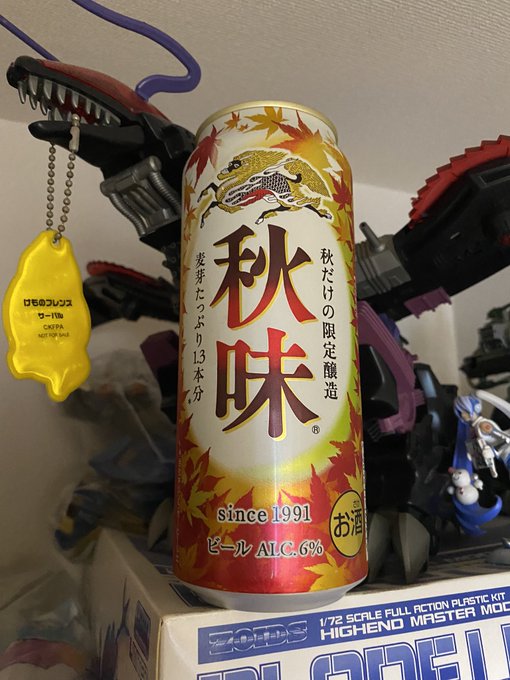 けものフレンズ
サーバル
CKFPA
NOT FOR SALE
秋だけの限定醸造
秋味
®
麦芽たっぷり1.3本分
since 1991
ビール ALC.6%
お酒
ZOIDS
1/72 SCALE FULL ACTION PLASTIC KIT
HIGHEND MASTER MOD